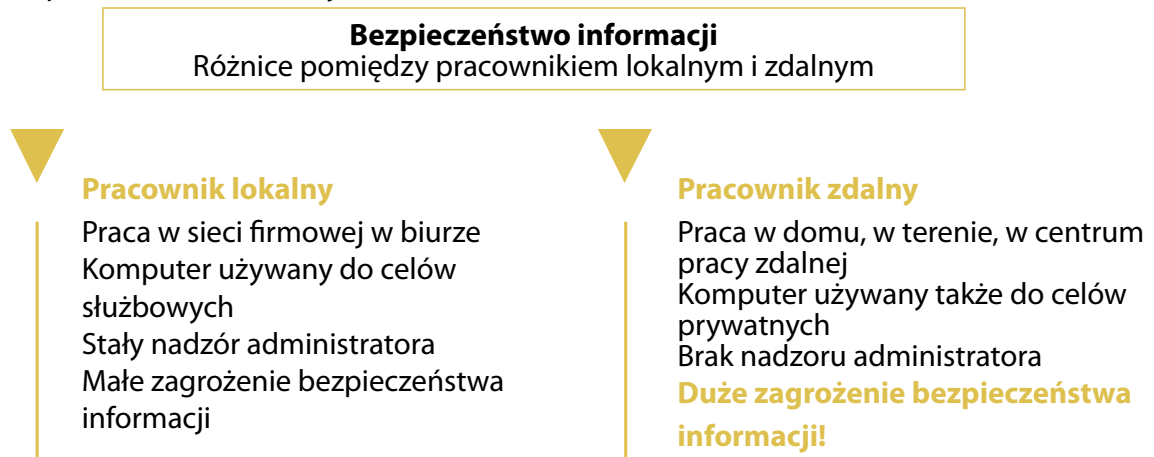 Bezpieczeństwo informacji
Różnice pomiędzy pracownikiem lokalnym i zdalnym
Pracownik lokalny
Praca w sieci firmowej w biurze
Komputer używany do celów
służbowych
Stały nadzór administratora
Małe zagrożenie bezpieczeństwa
informacji
Pracownik zdalny
Praca w domu, w terenie, w centrum
pracy zdalnej
Komputer używany także do celów
prywatnych
Brak nadzoru administratora
Duże zagrożenie bezpieczeństwa
informacji!